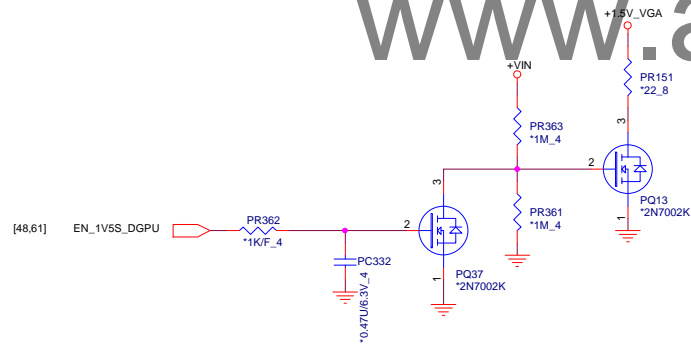 www.a
+1.5V_VGA
+VIN
PR151
*22_8
PR363
*1M_4
3
2
3
PQ13
*2N7002K
1
[48,61] EN_1V5S_DGPU
PR362
*1K/F_4
2
PR361
*1M_4
PC332
*0.47U/6.3V_4
1
PQ37
*2N7002K